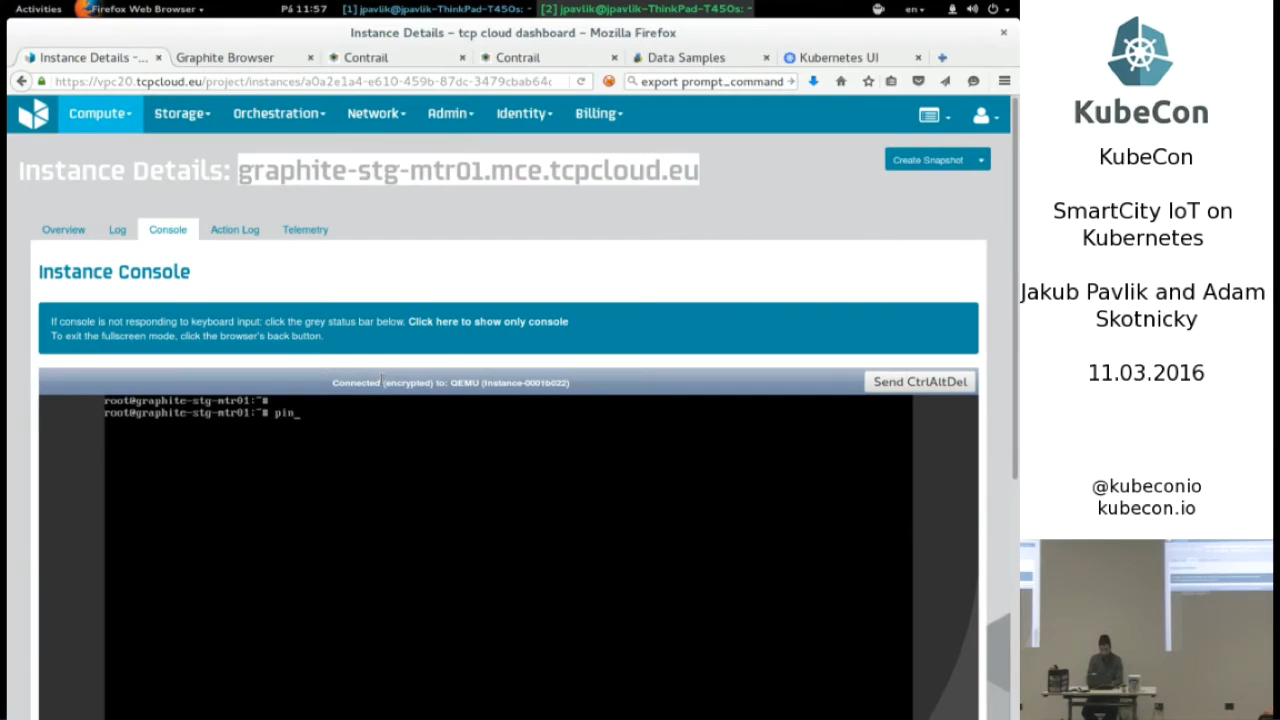 Activities Firefox Web Browser Pá 11:57 [1] jpavlik@jpavlik-ThinkPad-T450s: ~ [2] jpavlik@jpavlik-ThinkPad-T450s: ~ en
Instance Details - tcp cloud dashboard - Mozilla Firefox
Instance Details -... Graphite Browser Contrail Contrail Data Samples Kubernetes UI
https://vpc20.tcpcloud.eu/project/instances/a0a2e1a4-e610-459b-87dc-3479cbab64c export prompt_command
Compute Storage Orchestration Network Admin Identity Billing
Instance Details: graphite-stg-mtr01.mce.tcpcloud.eu
Create Snapshot
Overview Log Console Action Log Telemetry
Instance Console
If console is not responding to keyboard input: click the grey status bar below. Click here to show only console
To exit the fullscreen mode, click the browser's back button.
Connected (encrypted) to: QEMU (instance-0001b022)
Send CtrlAltDel
root@graphite-stg-mtr01:~#
root@graphite-stg-mtr01:~# pin_
KubeCon
KubeCon
SmartCity IoT on
Kubernetes
Jakub Pavlik and Adam
Skotnicky
11.03.2016
@kubeconio
kubecon.io